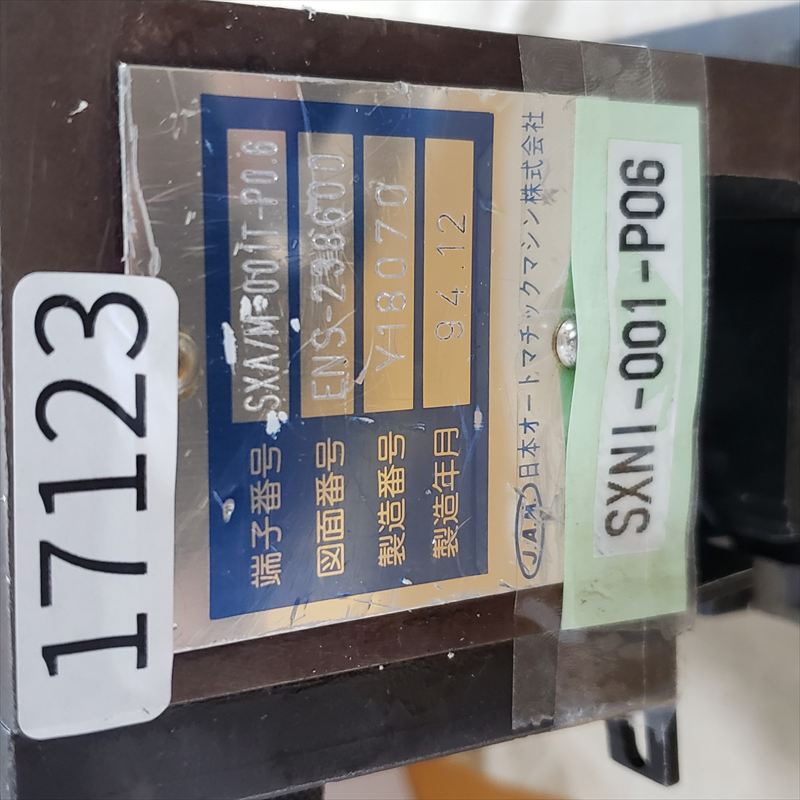 17123
端子番号 SXA/M-001T-P0.6
図面番号 ENS-238600
製造番号 V18070
製造年月 94.12
J.A.M. 日本オートマチックマシン株式会社
SXNI-001-P06